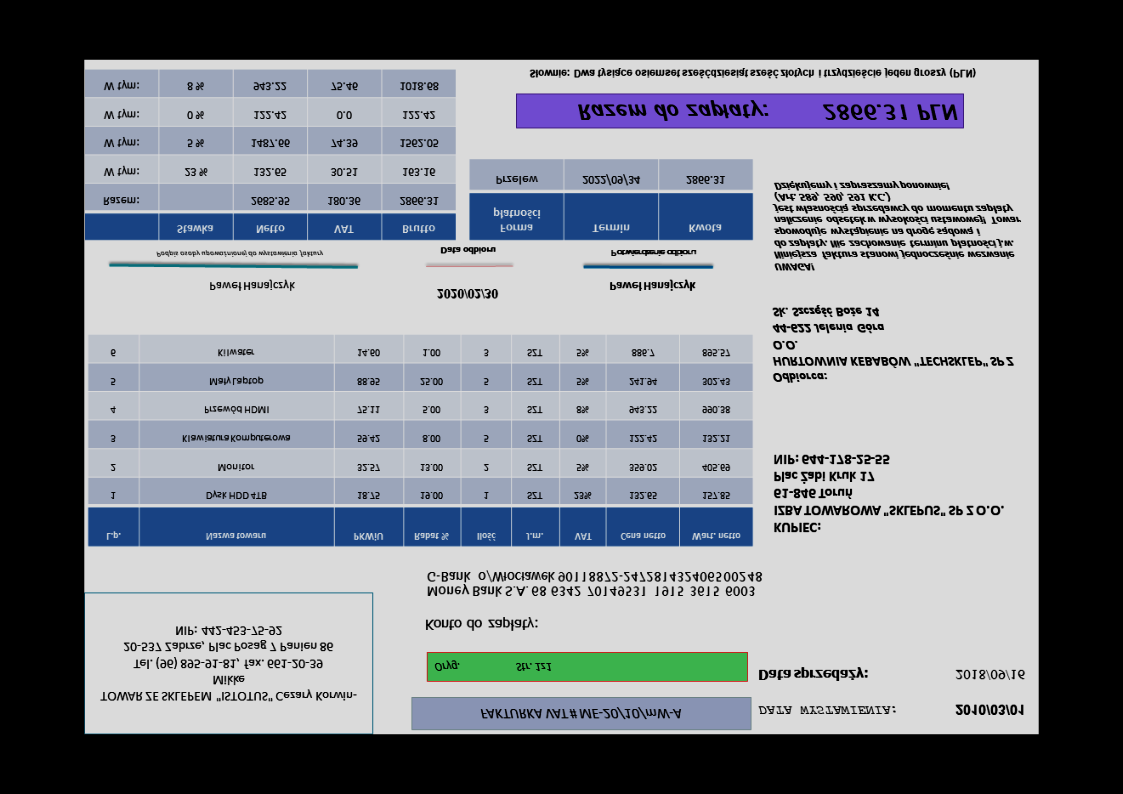 TOWAR ZE SKLEPEM "ISTOTUS" Cezary Korwin-
Mikke
Tel. (96) 895-91-81, fax. 661-20-39
20-537 Zabrze, Plac Posag 7 Panien 86
NIP: 442-453-75-92
FAKTURKA VAT# ME-20/10/mW-A
Oryg. Str. 1z1
DATA WYSTAWIENIA: 2010/03/01
Data sprzedaży: 2018/09/16
Konto do zapłaty:
Money Bank S.A. 68 6342 70149531 1915 3615 6003
G-Bank o/Włocławek 90118872-247281432406500248
KUPIEC:
IZBA TOWAROWA "SKLEPUS" SP Z O.O.
61-846 Toruń
Plac Żabi Kruk 17
NIP: 644-178-25-55
Odbiorca:
HURTOWNIA KEBABÓW "TECHSKLEP" SP Z
O.O.
44-622 Jelenia Góra
Sk. Szczęść Boże 14
L.p. Nazwa towaru PKWiU Rabat % Ilość J.m. VAT Cena netto Wart. netto
1 Dysk HDD 4TB 18.75 19.00 1 SZT 23% 132.65 157.85
2 Monitor 32.57 13.00 2 SZT 5% 359.02 405.69
3 Klawiatura Komputerowa 59.42 8.00 5 SZT 0% 122.42 132.21
4 Przewód HDMI 75.11 5.00 3 SZT 8% 943.22 990.38
5 Mały Laptop 88.95 25.00 5 SZT 5% 241.94 302.43
6 Kilwater 14.60 1.00 3 SZT 5% 886.7 895.57
Paweł Hanajczyk
Podpis osoby upoważnionej do wystawienia faktury
2020/02/30
Data odbioru
Paweł Hanajczyk
Potwierdzenie odbioru
UWAGA!
Niniejsza faktura stanowi jednocześnie wezwanie
do zapłaty. Nie zachowanie terminu płatności j.w.
spowoduje wystąpienie na drogę sądową i
naliczenie odsetek w wysokości ustawowej! Towar
jest własnością sprzedawcy do momentu zapłaty
(Art. 589, 590, 591 K.C.)
Dziękujemy i zapraszamy ponownie!
Stawka Netto VAT Brutto
Razem: 2685.95 180.36 2866.31
W tym: 23 % 132.65 30.51 163.16
W tym: 5 % 1487.66 74.39 1562.05
W tym: 0 % 122.42 0.0 122.42
W tym: 8 % 943.22 75.46 1018.68
Forma płatności Termin Kwota
Przelew 2022/09/34 2866.31
Razem do zapłaty: 2866.31 PLN
Słownie: Dwa tysiące osiemset sześćdziesiąt sześć złotych i trzydzieście jeden groszy (PLN)